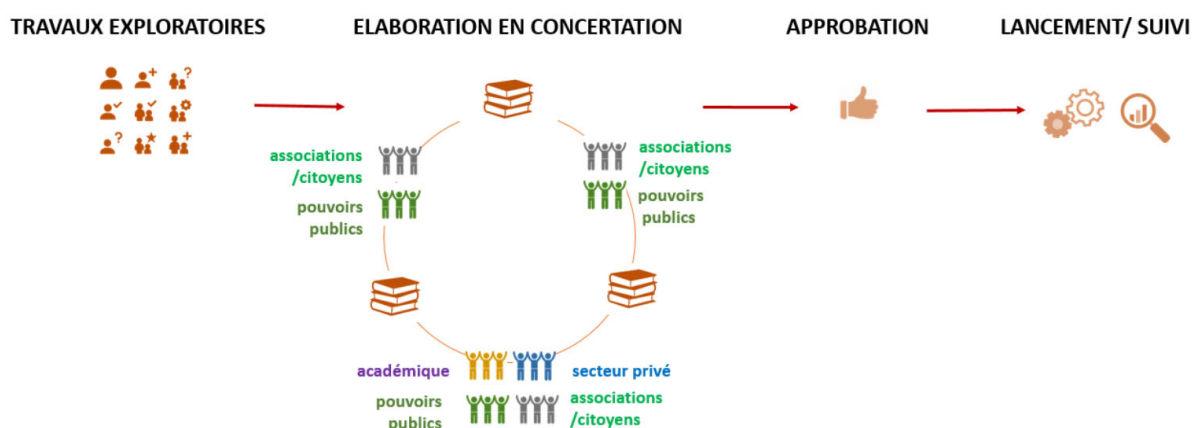 TRAVAUX EXPLORATOIRES
ELABORATION EN CONCERTATION
APPROBATION
LANCEMENT/ SUIVI
associations
/citoyens
pouvoirs
publics
associations
/citoyens
pouvoirs
publics
académique
secteur privé
pouvoirs
publics
associations
/citoyens